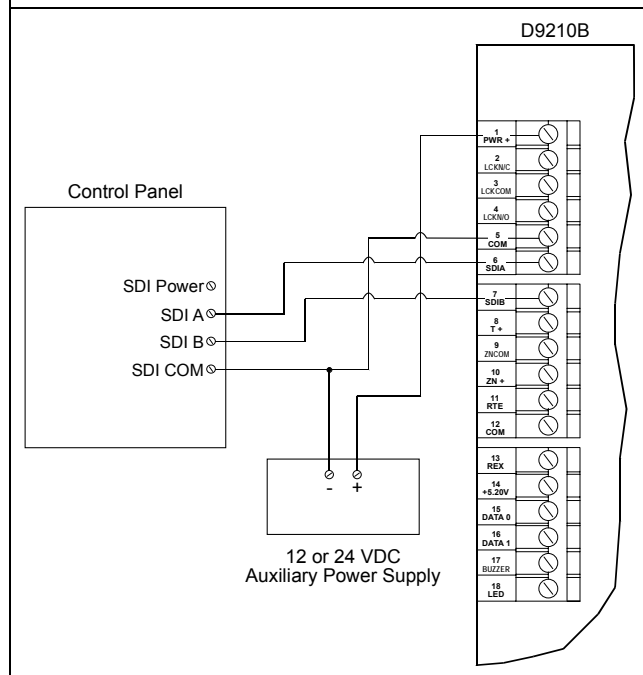 D9210B
Control Panel
SDI Power
SDI A
SDI B
SDI COM
- +
12 or 24 VDC
Auxiliary Power Supply
1
PWR +
2
LCKN/C
3
LCKCOM
4
LCKN/O
5
COM
6
SDIA
7
SDIB
8
T +
9
ZNCOM
10
ZN +
11
RTE
12
COM
13
REX
14
+5.20V
15
DATA 0
16
DATA 1
17
BUZZER
18
LED